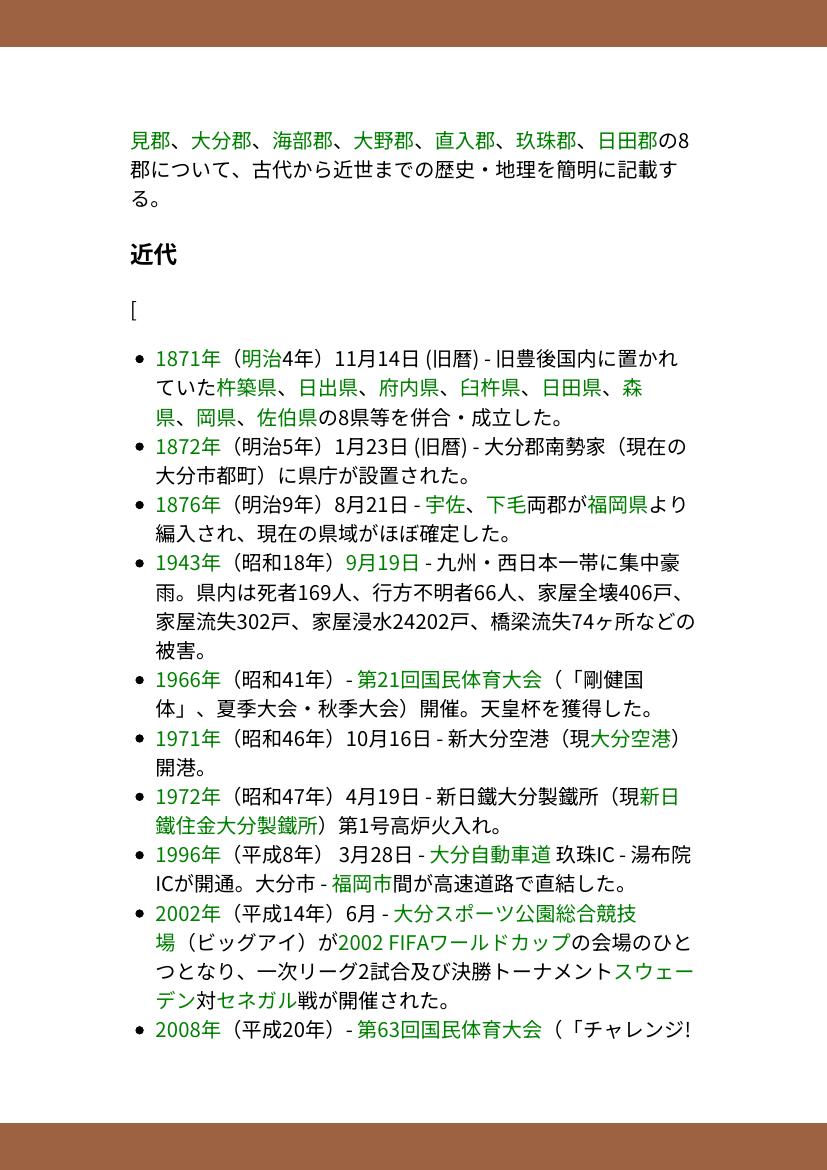 見郡、大分郡、海部郡、大野郡、直入郡、玖珠郡、日田郡の8
郡について、古代から近世までの歴史・地理を簡明に記載す
る。
近代
[
• 1871年（明治4年）11月14日 (旧暦) - 旧豊後国内に置かれ
ていた杵築県、日出県、府内県、臼杵県、日田県、森
県、岡県、佐伯県の8県等を併合・成立した。
• 1872年（明治5年）1月23日 (旧暦) - 大分郡南勢家（現在の
大分市都町）に県庁が設置された。
• 1876年（明治9年）8月21日 - 宇佐、下毛両郡が福岡県より
編入され、現在の県域がほぼ確定した。
• 1943年（昭和18年）9月19日 - 九州・西日本一帯に集中豪
雨。県内は死者169人、行方不明者66人、家屋全壊406戸、
家屋流失302戸、家屋浸水24202戸、橋梁流失74ヶ所などの
被害。
• 1966年（昭和41年）- 第21回国民体育大会（「剛健国
体」、夏季大会・秋季大会）開催。天皇杯を獲得した。
• 1971年（昭和46年）10月16日 - 新大分空港（現大分空港）
開港。
• 1972年（昭和47年）4月19日 - 新日鐵大分製鐵所（現新日
鐵住金大分製鐵所）第1号高炉火入れ。
• 1996年（平成8年） 3月28日 - 大分自動車道 玖珠IC - 湯布院
ICが開通。大分市 - 福岡市間が高速道路で直結した。
• 2002年（平成14年）6月 - 大分スポーツ公園総合競技
場（ビッグアイ）が2002 FIFAワールドカップの会場のひと
つとなり、一次リーグ2試合及び決勝トーナメントスウェー
デン対セネガル戦が開催された。
• 2008年（平成20年）- 第63回国民体育大会（「チャレンジ!